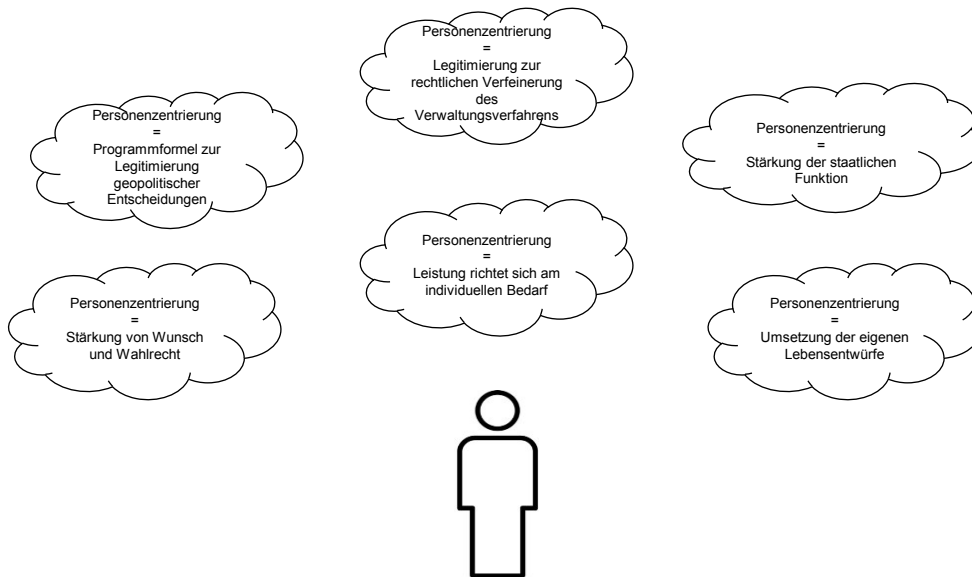 Personenzentrierung
=
Legitimierung zur
rechtlichen Verfeinerung
des
Verwaltungsverfahrens
Personenzentrierung
=
Programmformel zur
Legitimierung
geopolitischer
Entscheidungen
Personenzentrierung
=
Stärkung der staatlichen
Funktion
Personenzentrierung
=
Leistung richtet sich am
individuellen Bedarf
Personenzentrierung
=
Stärkung von Wunsch
und Wahlrecht
Personenzentrierung
=
Umsetzung der eigenen
Lebensentwürfe